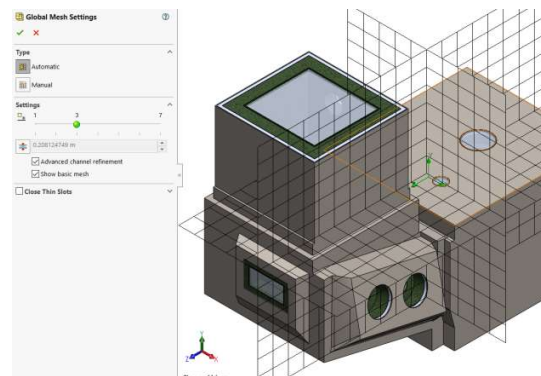 Global Mesh Settings
Type
Automatic
Manual
Settings
1 3 7
0.208124749 m
Advanced channel refinement
Show basic mesh
Close Thin Slots
Y
Z
X